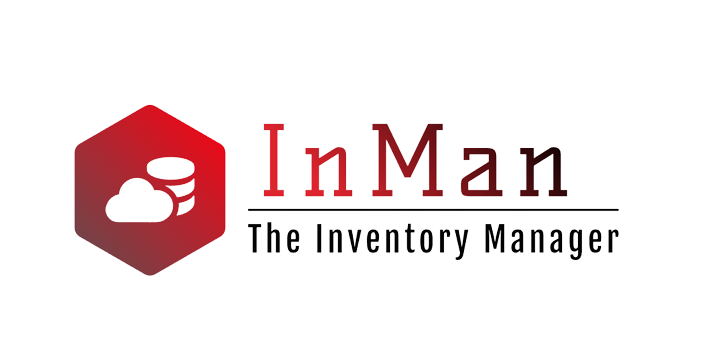 InMan
The Inventory Manager